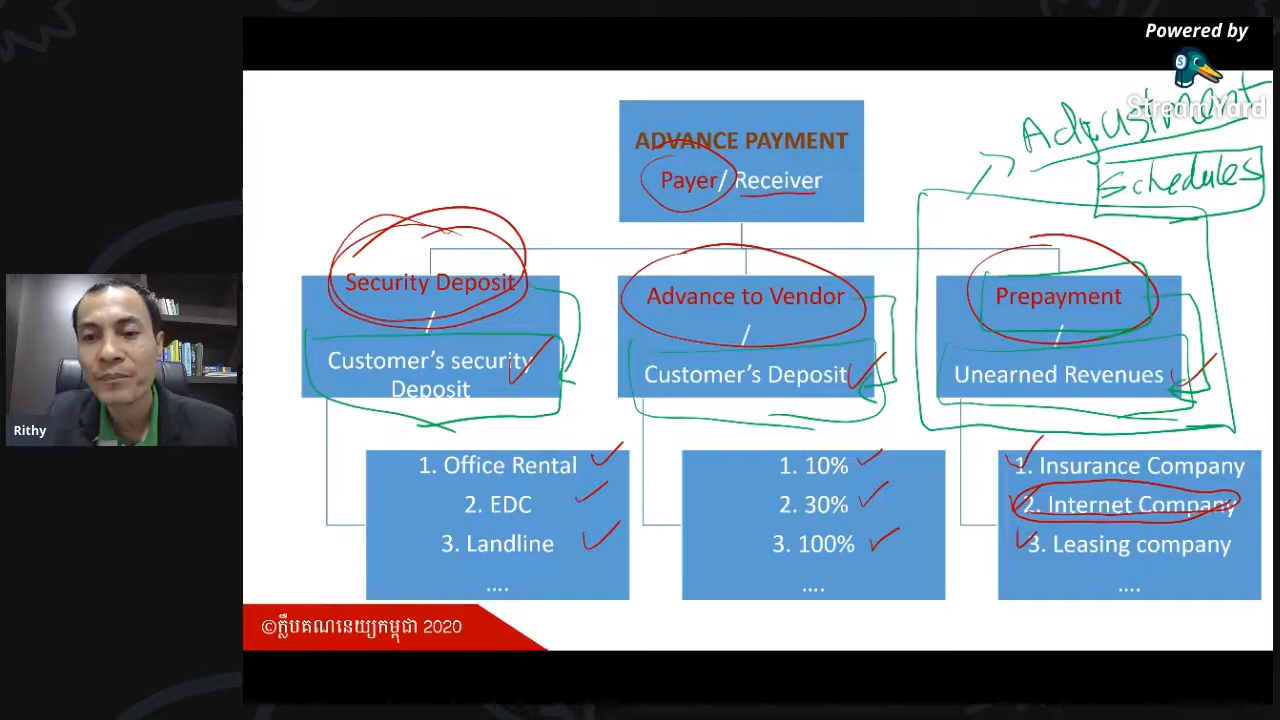 Powered by
StreamYard
Adjustment
Schedules
ADVANCE PAYMENT
Payer/ Receiver
Security Deposit
/
Customer's security
Deposit
Advance to Vendor
/
Customer's Deposit
Prepayment
/
Unearned Revenues
1. Office Rental
2. EDC
3. Landline
....
1. 10%
2. 30%
3. 100%
....
1. Insurance Company
2. Internet Company
3. Leasing company
....
Rithy
©ក្លឹបគណនេយ្យកម្ពុជា 2020